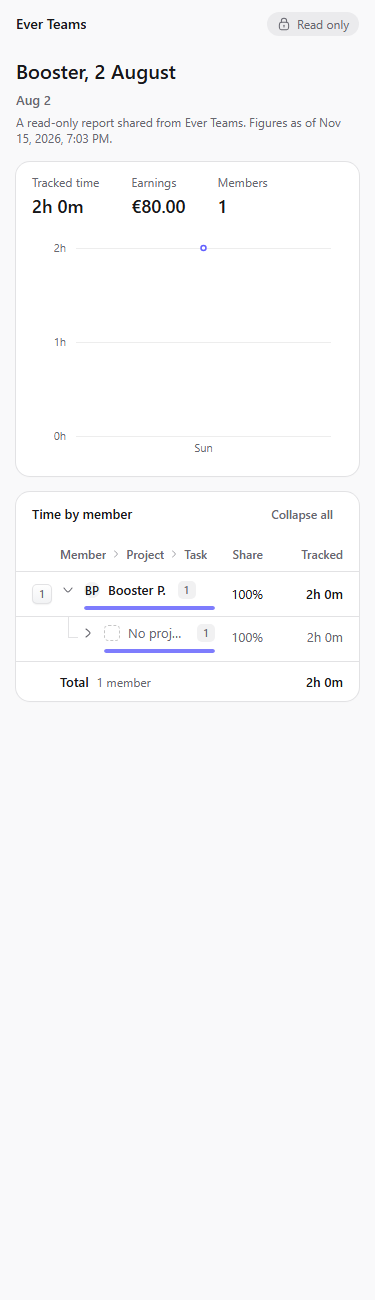 Ever Teams
Read only
Booster, 2 August
Aug 2
A read-only report shared from Ever Teams. Figures as of Nov
15, 2026, 7:03 PM.
Tracked time Earnings Members
2h 0m €80.00 1
2h
1h
0h
Sun
Time by member Collapse all
Member Project Task Share Tracked
1 BP Booster P. 1 100% 2h 0m
No proj... 1 100% 2h 0m
Total 1 member 2h 0m